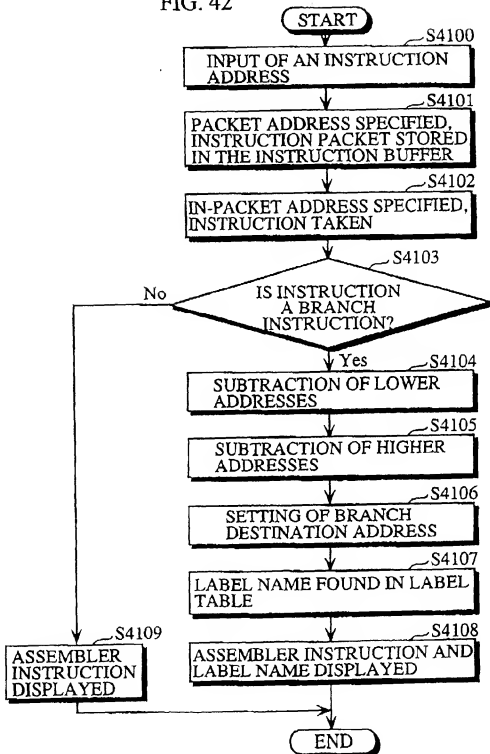 FIG. 42
START
S4100
INPUT OF AN INSTRUCTION
ADDRESS
S4101
PACKET ADDRESS SPECIFIED,
INSTRUCTION PACKET STORED
IN THE INSTRUCTION BUFFER
S4102
IN-PACKET ADDRESS SPECIFIED,
INSTRUCTION TAKEN
S4103
IS INSTRUCTION
A BRANCH
INSTRUCTION?
No
Yes
S4104
SUBTRACTION OF LOWER
ADDRESSES
S4105
SUBTRACTION OF HIGHER
ADDRESSES
S4106
SETTING OF BRANCH
DESTINATION ADDRESS
S4107
LABEL NAME FOUND IN LABEL
TABLE
S4108
ASSEMBLER INSTRUCTION AND
LABEL NAME DISPLAYED
S4109
ASSEMBLER
INSTRUCTION
DISPLAYED
END